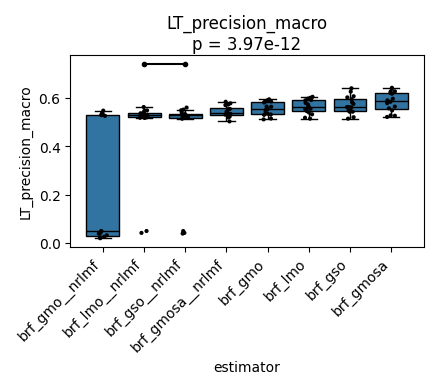 LT_precision_macro
p = 3.97e-12
LT_precision_macro
0.6
0.4
0.2
0.0
brf_gmo__nrlmf
brf_lmo__nrlmf
brf_gso__nrlmf
brf_gmosa__nrlmf
brf_gmo
brf_lmo
brf_gso
brf_gmosa
estimator